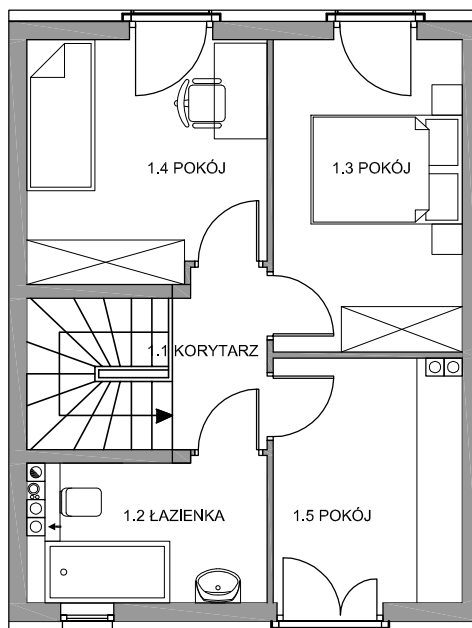 1.4 POKÓJ
1.3 POKÓJ
1.1 KORYTARZ
1.2 ŁAZIENKA
1.5 POKÓJ